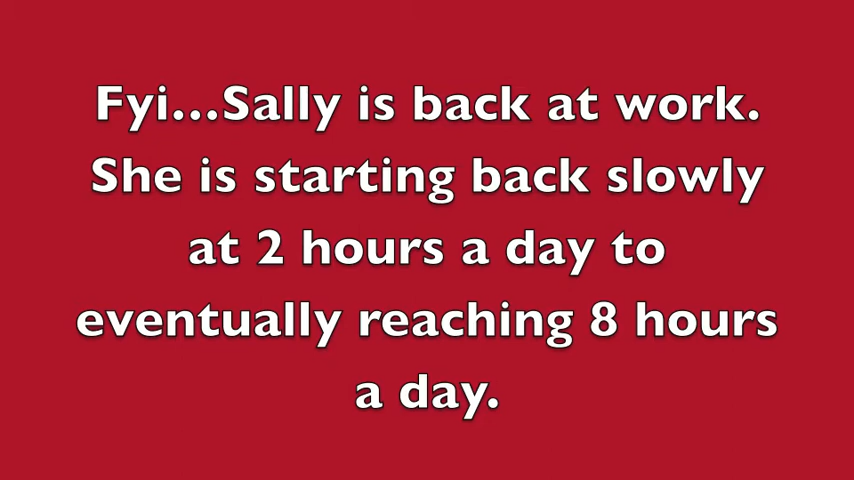 Fyi...Sally is back at work.
She is starting back slowly
at 2 hours a day to
eventually reaching 8 hours
a day.